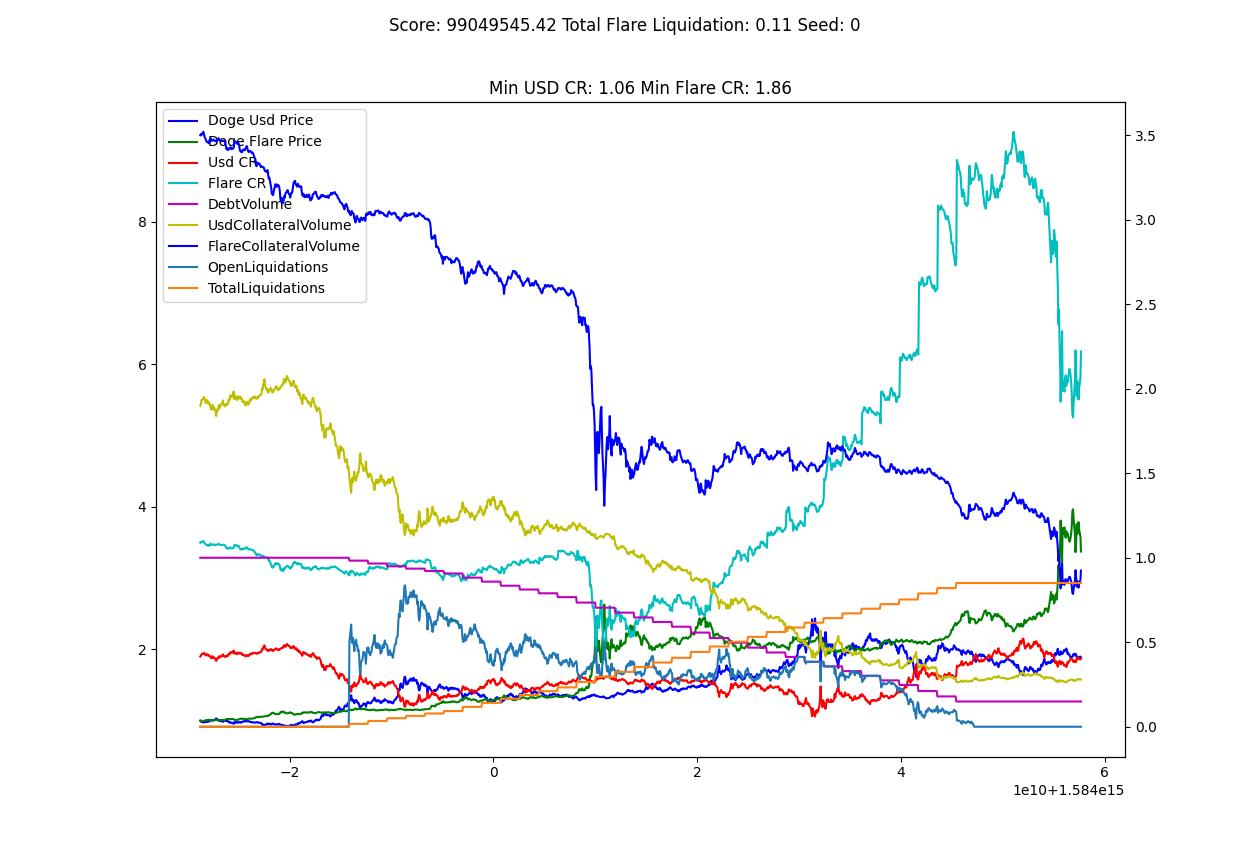 Score: 99049545.42 Total Flare Liquidation: 0.11 Seed: 0
Min USD CR: 1.06 Min Flare CR: 1.86
Doge Usd Price
Doge Flare Price
Usd CR
Flare CR
DebtVolume
UsdCollateralVolume
FlareCollateralVolume
OpenLiquidations
TotalLiquidations
8
6
4
2
3.5
3.0
2.5
2.0
1.5
1.0
0.5
0.0
−2
0
2
4
6
1e10+1.584e15